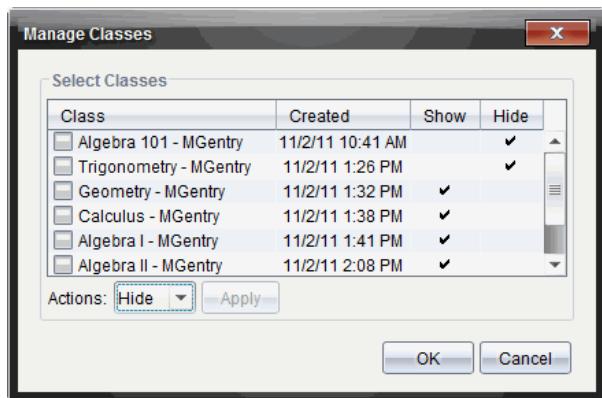 Manage Classes
Select Classes
Class Created Show Hide
Algebra 101 - MGentry 11/2/11 10:41 AM
Trigonometry - MGentry 11/2/11 1:26 PM
Geometry - MGentry 11/2/11 1:32 PM
Calculus - MGentry 11/2/11 1:38 PM
Algebra I - MGentry 11/2/11 1:41 PM
Algebra II - MGentry 11/2/11 2:08 PM
Actions: Hide Apply
OK Cancel